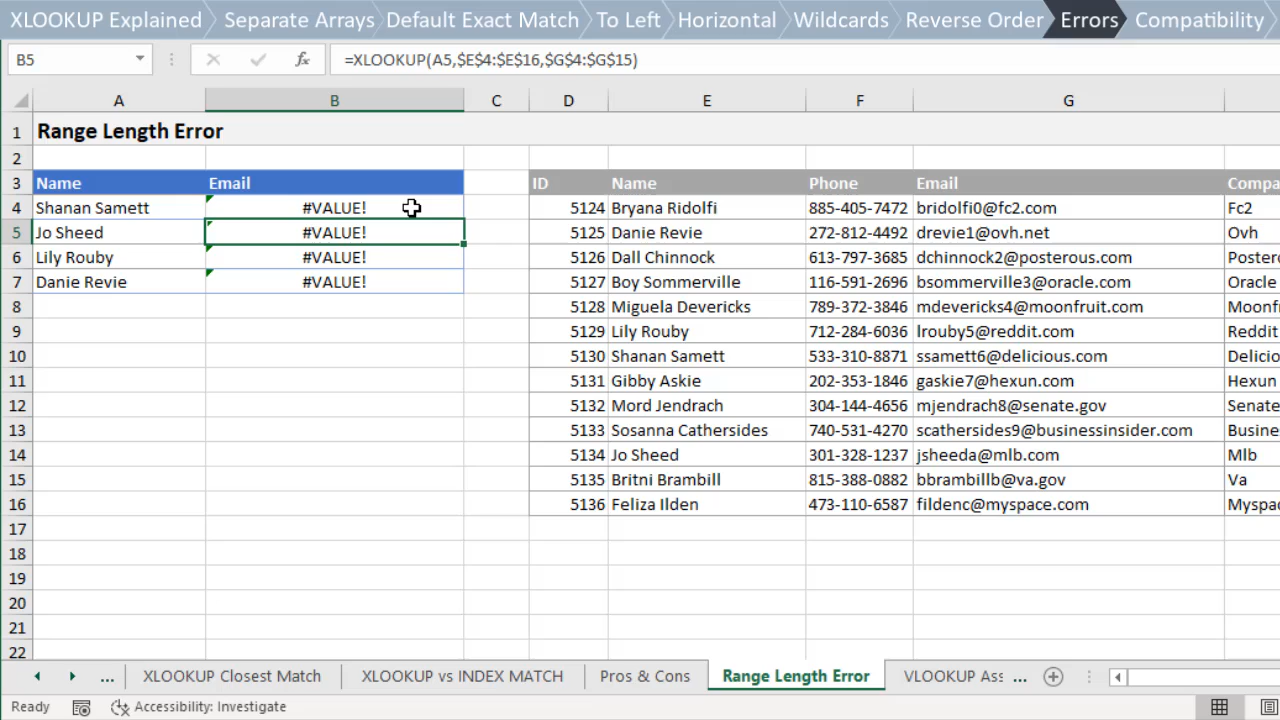 XLOOKUP Explained Separate Arrays Default Exact Match To Left Horizontal Wildcards Reverse Order Errors Compatibility
B5 fx =XLOOKUP(A5,$E$4:$E$16,$G$4:$G$15)
A B C D E F G
1 Range Length Error
2
3 Name Email ID Name Phone Email Compa
4 Shanan Samett #VALUE! 5124 Bryana Ridolfi 885-405-7472 bridolfi0@fc2.com Fc2
5 Jo Sheed #VALUE! 5125 Danie Revie 272-812-4492 drevie1@ovh.net Ovh
6 Lily Rouby #VALUE! 5126 Dall Chinnock 613-797-3685 dchinnock2@posterous.com Postero
7 Danie Revie #VALUE! 5127 Boy Sommerville 116-591-2696 bsommerville3@oracle.com Oracle
8 5128 Miguela Devericks 789-372-3846 mdevericks4@moonfruit.com Moonfr
9 5129 Lily Rouby 712-284-6036 lrouby5@reddit.com Reddit
10 5130 Shanan Samett 533-310-8871 ssamett6@delicious.com Delicio
11 5131 Gibby Askie 202-353-1846 gaskie7@hexun.com Hexun
12 5132 Mord Jendrach 304-144-4656 mjendrach8@senate.gov Senate
13 5133 Sosanna Cathersides 740-531-4270 scathersides9@businessinsider.com Busines
14 5134 Jo Sheed 301-328-1237 jsheeda@mlb.com Mlb
15 5135 Britni Brambill 815-388-0882 bbrambillb@va.gov Va
16 5136 Feliza Ilden 473-110-6587 fildenc@myspace.com Myspac
17
18
19
20
21
22
... XLOOKUP Closest Match XLOOKUP vs INDEX MATCH Pros & Cons Range Length Error VLOOKUP Ass ...
Ready Accessibility: Investigate